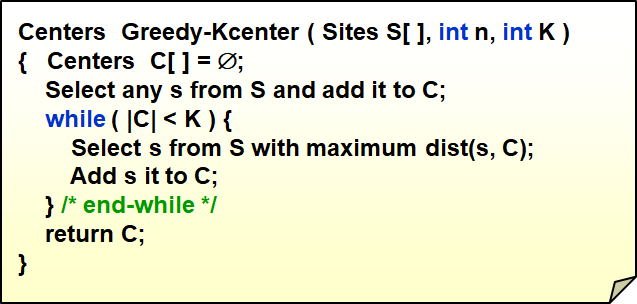 Centers Greedy-Kcenter ( Sites S[ ], int n, int K )
{ Centers C[ ] = ∅;
Select any s from S and add it to C;
while ( |C| < K ) {
Select s from S with maximum dist(s, C);
Add s it to C;
} /* end-while */
return C;
}